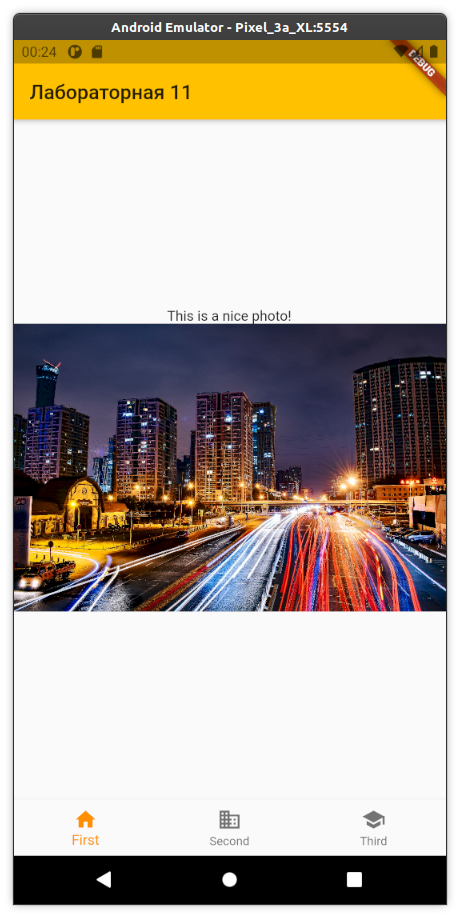 Android Emulator - Pixel_3a_XL:5554
00:24
DEBUG
Лабораторная 11
This is a nice photo!
First
Second
Third